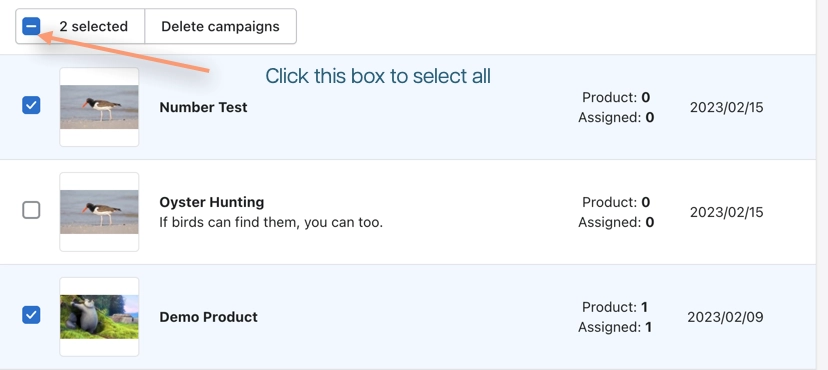 2 selected Delete campaigns
Click this box to select all
Number Test Product: 0 2023/02/15
Assigned: 0
Oyster Hunting Product: 0 2023/02/15
If birds can find them, you can too. Assigned: 0
Demo Product Product: 1 2023/02/09
Assigned: 1